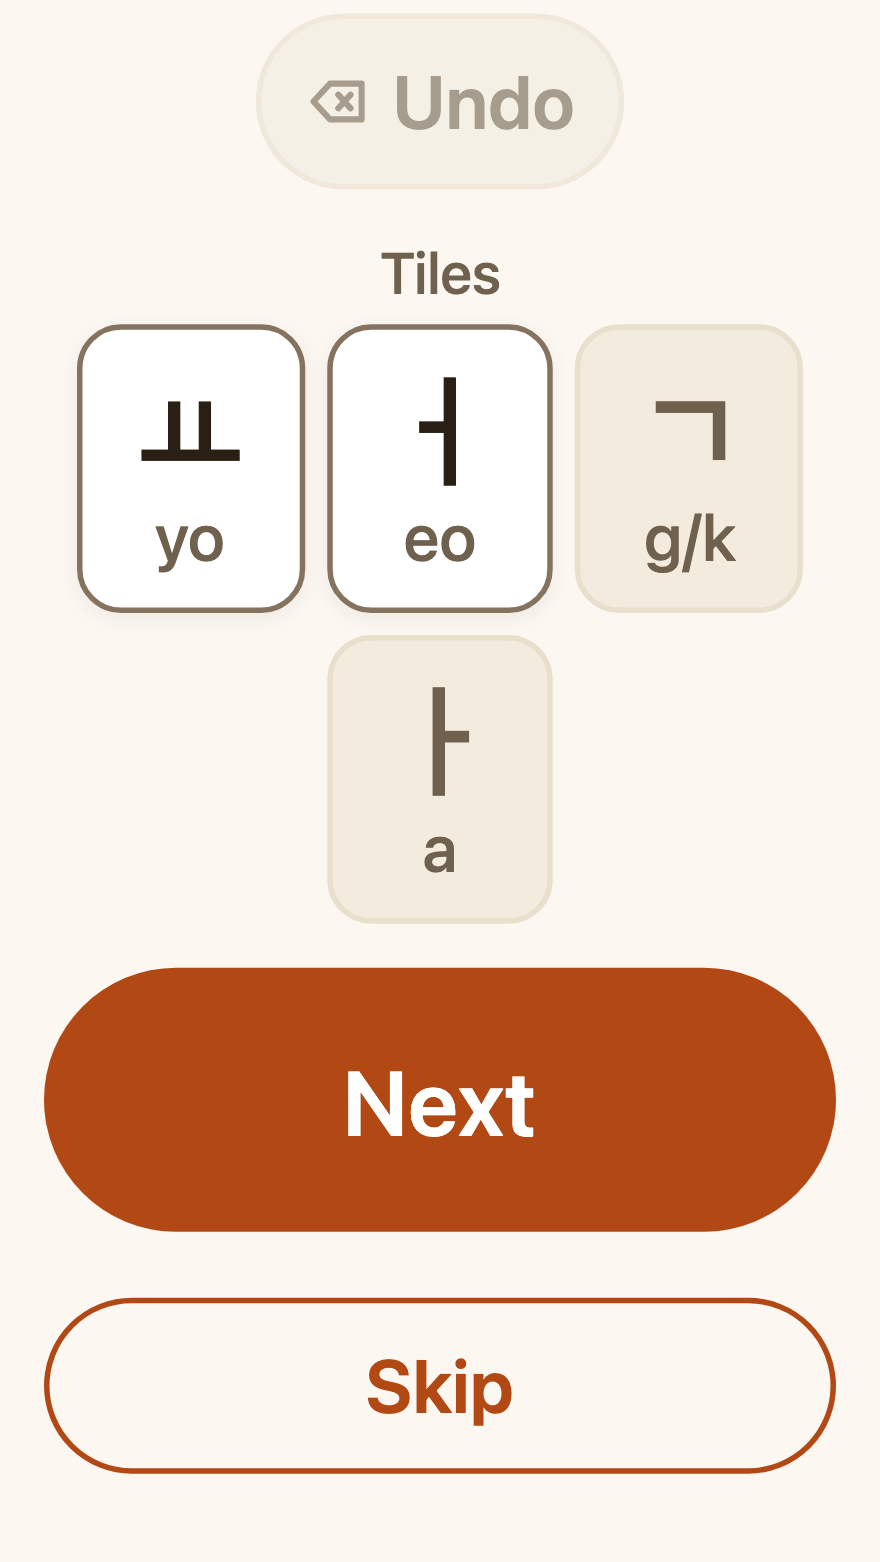 Undo
Tiles
ㅛ ㅓ ㄱ
yo eo g/k
ㅏ
a
Next
Skip